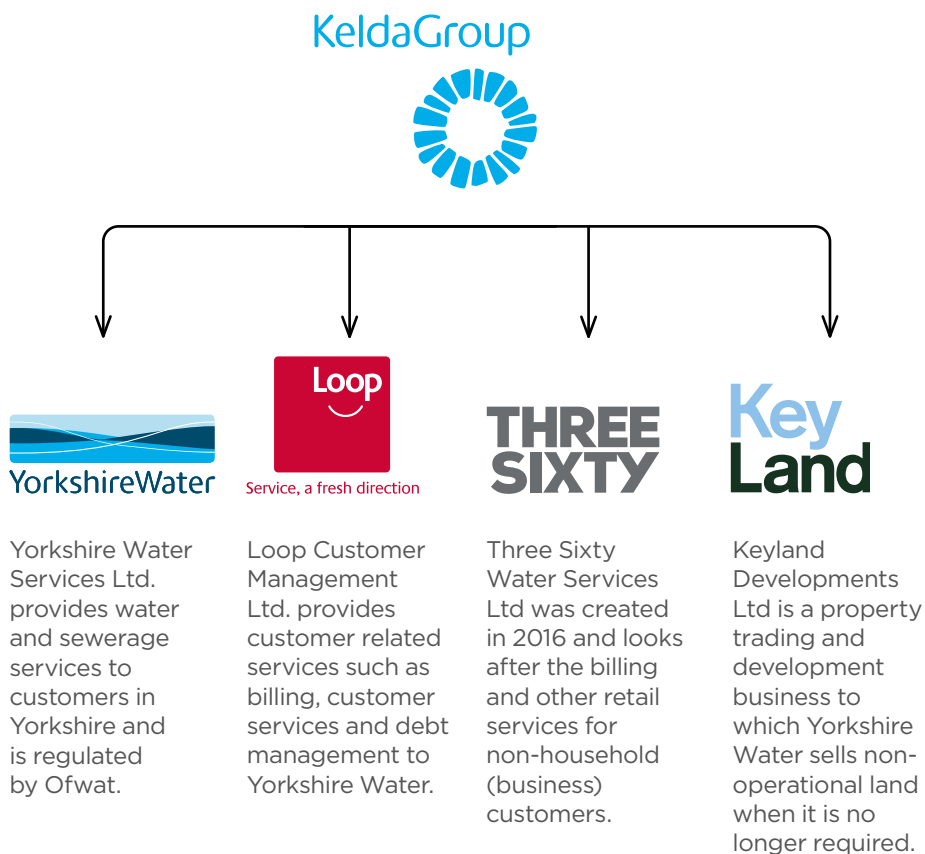 KeldaGroup
YorkshireWater
Yorkshire Water
Services Ltd.
provides water
and sewerage
services to
customers in
Yorkshire and
is regulated
by Ofwat.
Loop
Service, a fresh direction
Loop Customer
Management
Ltd. provides
customer related
services such as
billing, customer
services and debt
management to
Yorkshire Water.
THREE
SIXTY
Three Sixty
Water Services
Ltd was created
in 2016 and looks
after the billing
and other retail
services for
non-household
(business)
customers.
Key
Land
Keyland
Developments
Ltd is a property
trading and
development
business to
which Yorkshire
Water sells non-
operational land
when it is no
longer required.